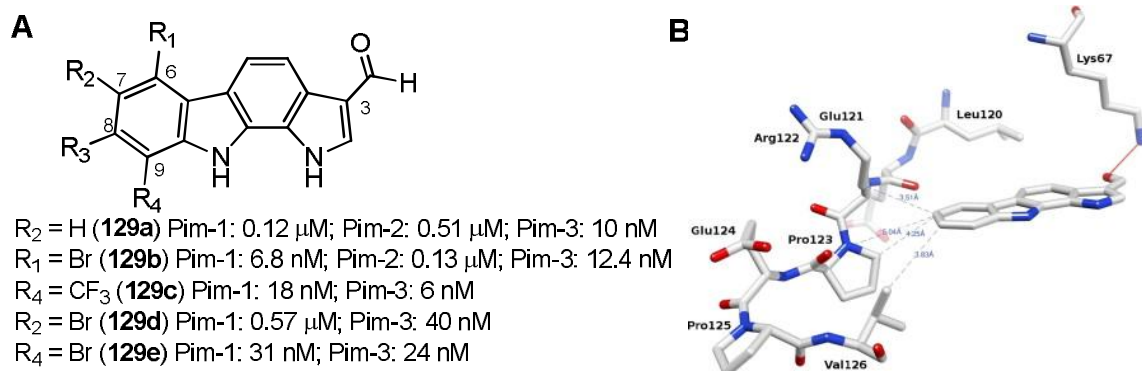 A
R1
R2
6
7
O
H
3
8
R3
9
R4
N
H
N
H
R2 = H (129a) Pim-1: 0.12 μM; Pim-2: 0.51 μM; Pim-3: 10 nM
R1 = Br (129b) Pim-1: 6.8 nM; Pim-2: 0.13 μM; Pim-3: 12.4 nM
R4 = CF3 (129c) Pim-1: 18 nM; Pim-3: 6 nM
R2 = Br (129d) Pim-1: 0.57 μM; Pim-3: 40 nM
R4 = Br (129e) Pim-1: 31 nM; Pim-3: 24 nM
B
Lys67
Leu120
Glu121
Arg122
3.51Å
Glu124
Pro123
4.25Å
3.83Å
Pro125
Val126